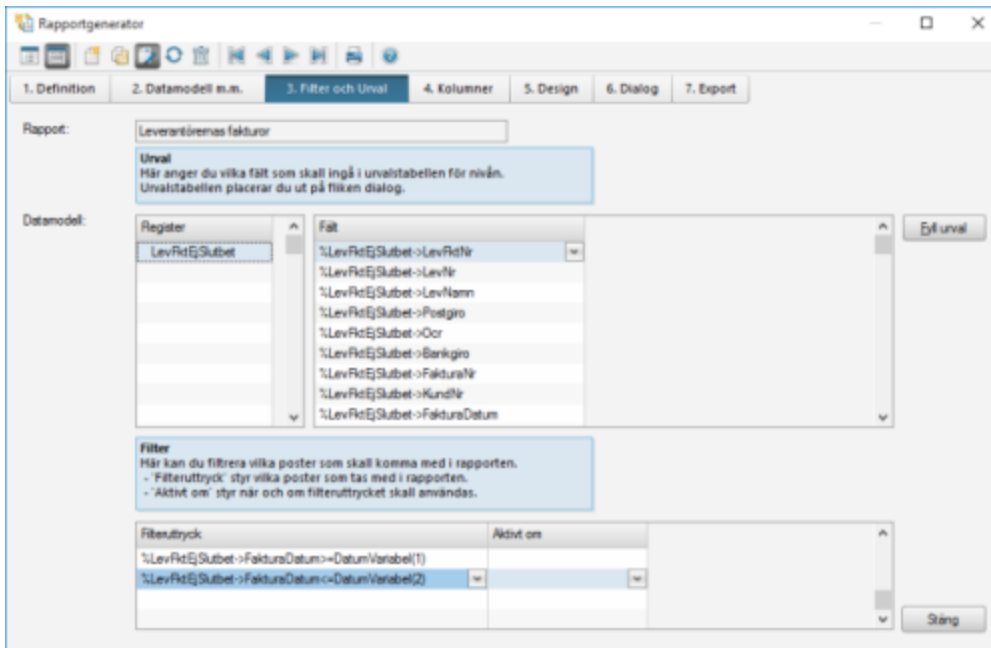 Rapportgenerator
1. Definition 2. Datamodell m.m. 3. Filter och Urval 4. Kolumner 5. Design 6. Dialog 7. Export
Rapport: Leverantörernas fakturor
Urval
Här anger du vilka fält som skall ingå i urvalstabellen för nivån.
Urvalstabellen placerar du ut på fliken dialog.
Datamodell: Register Fält Fyll urval
LevFktEjSlutbet %LevFktEjSlutbet->LevFktNr
%LevFktEjSlutbet->LevNr
%LevFktEjSlutbet->LevNamn
%LevFktEjSlutbet->Postgiro
%LevFktEjSlutbet->Ocr
%LevFktEjSlutbet->Bankgiro
%LevFktEjSlutbet->FakturaNr
%LevFktEjSlutbet->KundNr
%LevFktEjSlutbet->FakturaDatum
Filter
Här kan du filtrera vilka poster som skall komma med i rapporten.
- 'Filteruttryck' styr vilka poster som tas med i rapporten.
- 'Aktivt om' styr när och om filteruttrycket skall användas.
Filteruttryck Aktivt om
%LevFktEjSlutbet->FakturaDatum>=DatumVariabel(1)
%LevFktEjSlutbet->FakturaDatum<=DatumVariabel(2)
Stäng